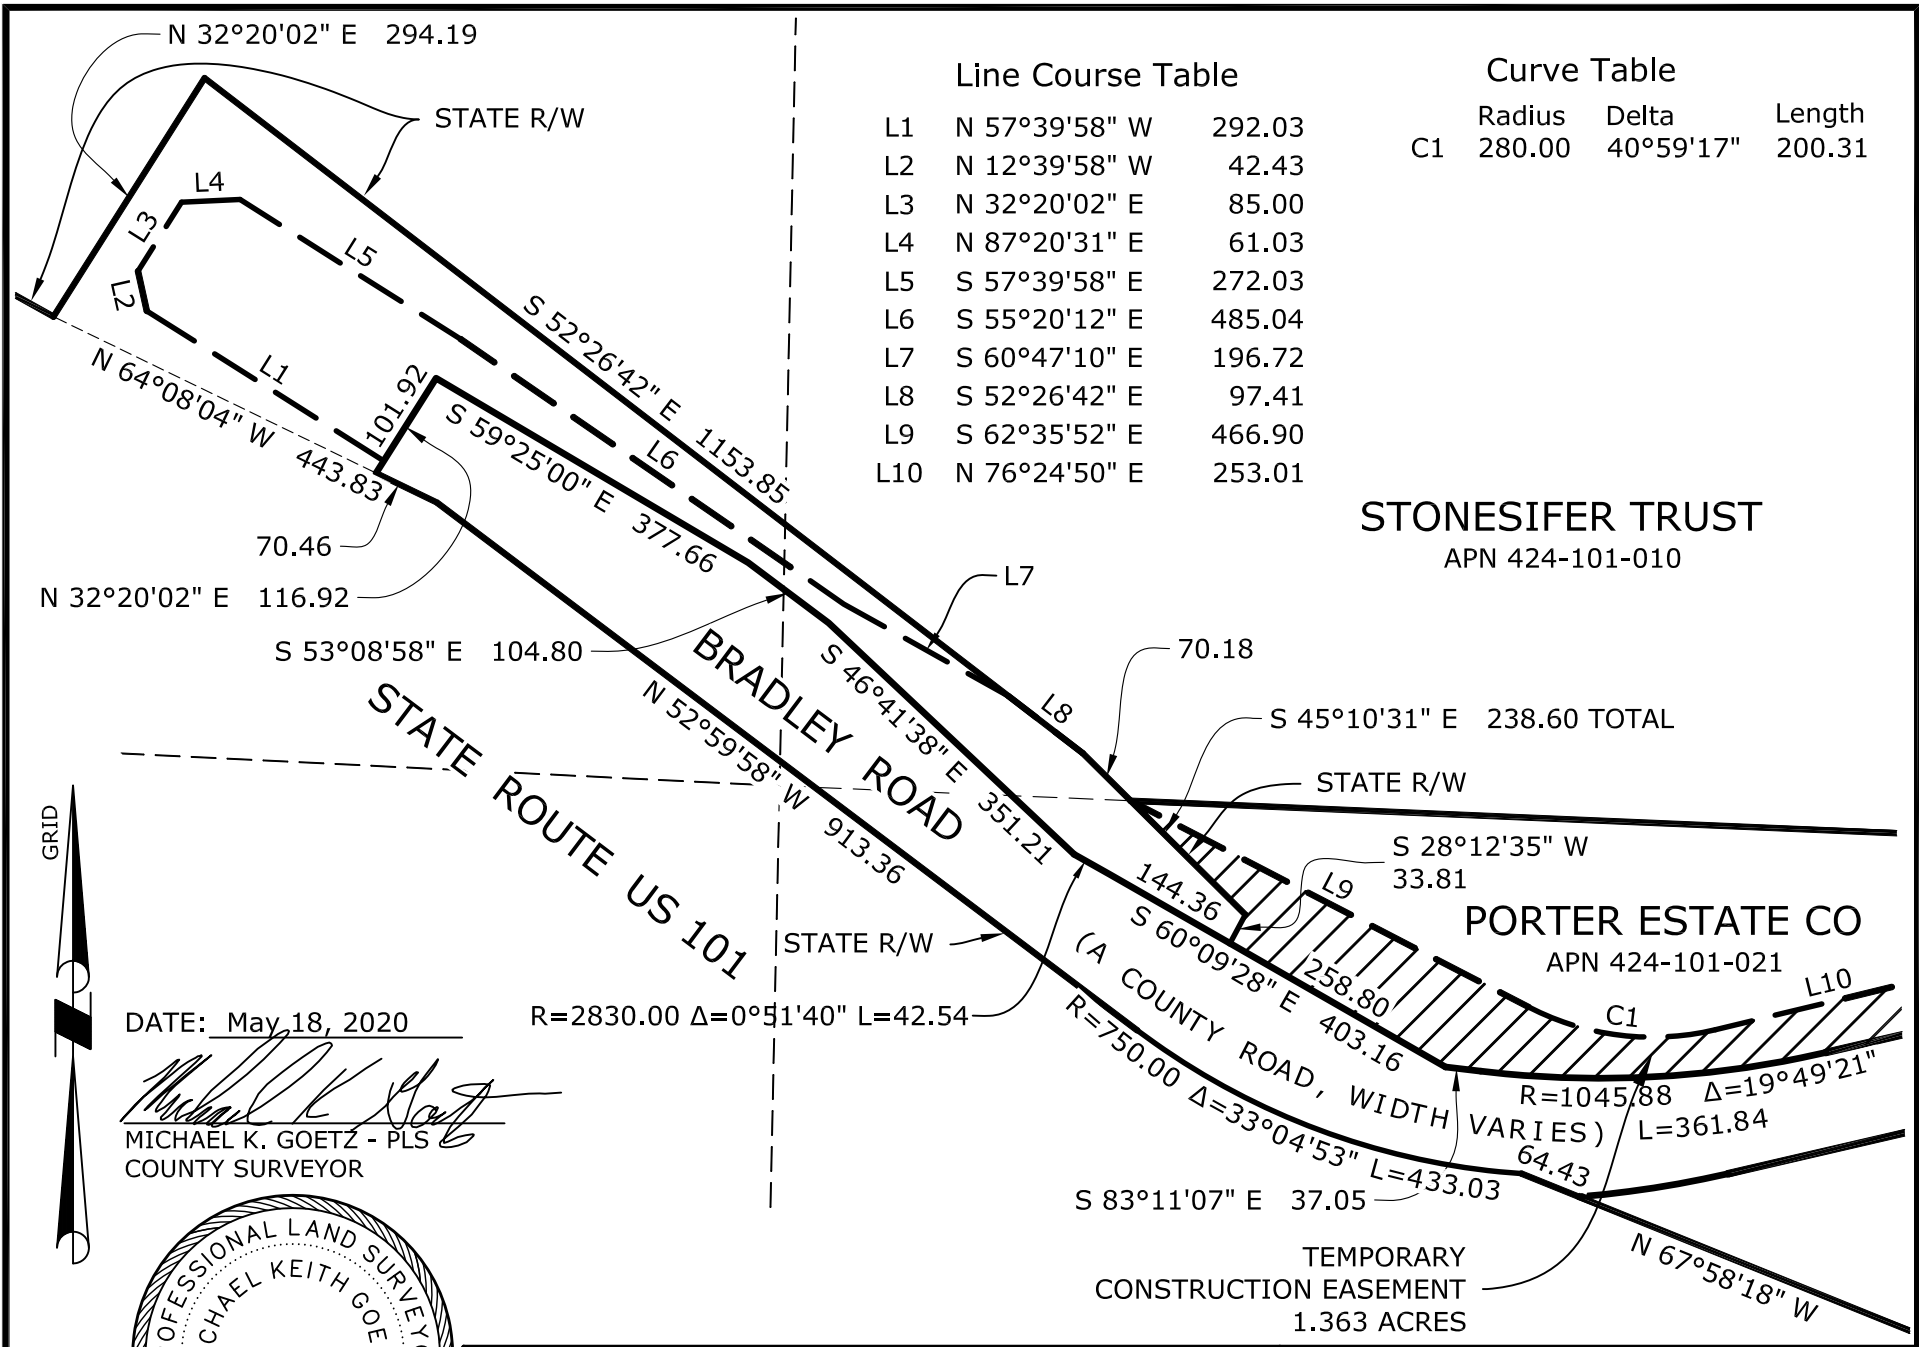 N 32°20'02" E 294.19
STATE R/W
Line Course Table
L1 N 57°39'58" W 292.03
L2 N 12°39'58" W 42.43
L3 N 32°20'02" E 85.00
L4 N 87°20'31" E 61.03
L5 S 57°39'58" E 272.03
L6 S 55°20'12" E 485.04
L7 S 60°47'10" E 196.72
L8 S 52°26'42" E 97.41
L9 S 62°35'52" E 466.90
L10 N 76°24'50" E 253.01
Curve Table
Radius Delta Length
C1 280.00 40°59'17" 200.31
L4
L3
L5
L2
L1
S 52°26'42" E 1153.85
N 64°08'04" W 443.83
101.92
S 59°25'00" E 377.66
L6
70.46
N 32°20'02" E 116.92
S 53°08'58" E 104.80
L7
STONESIFER TRUST
APN 424-101-010
BRADLEY ROAD
S 46°41'38" E 351.21
L8
70.18
S 45°10'31" E 238.60 TOTAL
STATE R/W
N 52°59'58" W 913.36
STATE ROUTE US 101
GRID
S 28°12'35" W
33.81
L9
144.36
PORTER ESTATE CO
APN 424-101-021
STATE R/W
S 60°09'28" E 403.16
258.80
L10
C1
R=2830.00 Δ=0°51'40" L=42.54
(A COUNTY ROAD, WIDTH VARIES)
R=1045.88 Δ=19°49'21"
L=361.84
R=750.00 Δ=33°04'53" L=433.03
64.43
S 83°11'07" E 37.05
TEMPORARY
CONSTRUCTION EASEMENT
1.363 ACRES
N 67°58'18" W
DATE: May 18, 2020
MICHAEL K. GOETZ - PLS
COUNTY SURVEYOR
OFESSIONAL LAND SURVEYO
CHAEL KEITH GOE